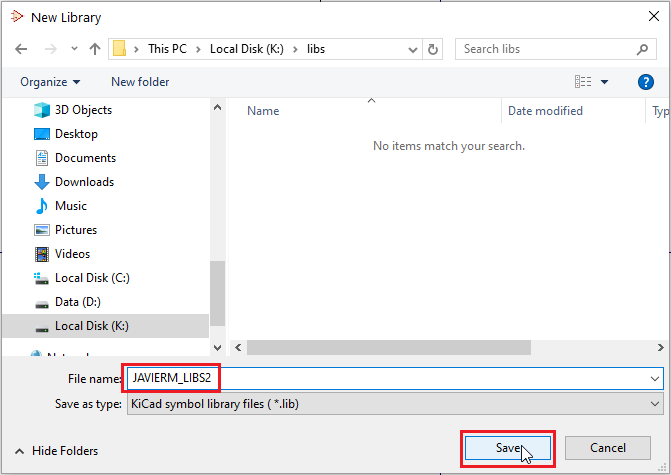 New Library
This PC > Local Disk (K:) > libs
Search libs
Organize
New folder
?
3D Objects
Desktop
Documents
Downloads
Music
Pictures
Videos
Local Disk (C:)
Data (D:)
Local Disk (K:)
Name
Date modified
Typ
No items match your search.
File name: JAVIERM_LIBS2
Save as type: KiCad symbol library files ( *.lib)
Hide Folders
Save
Cancel